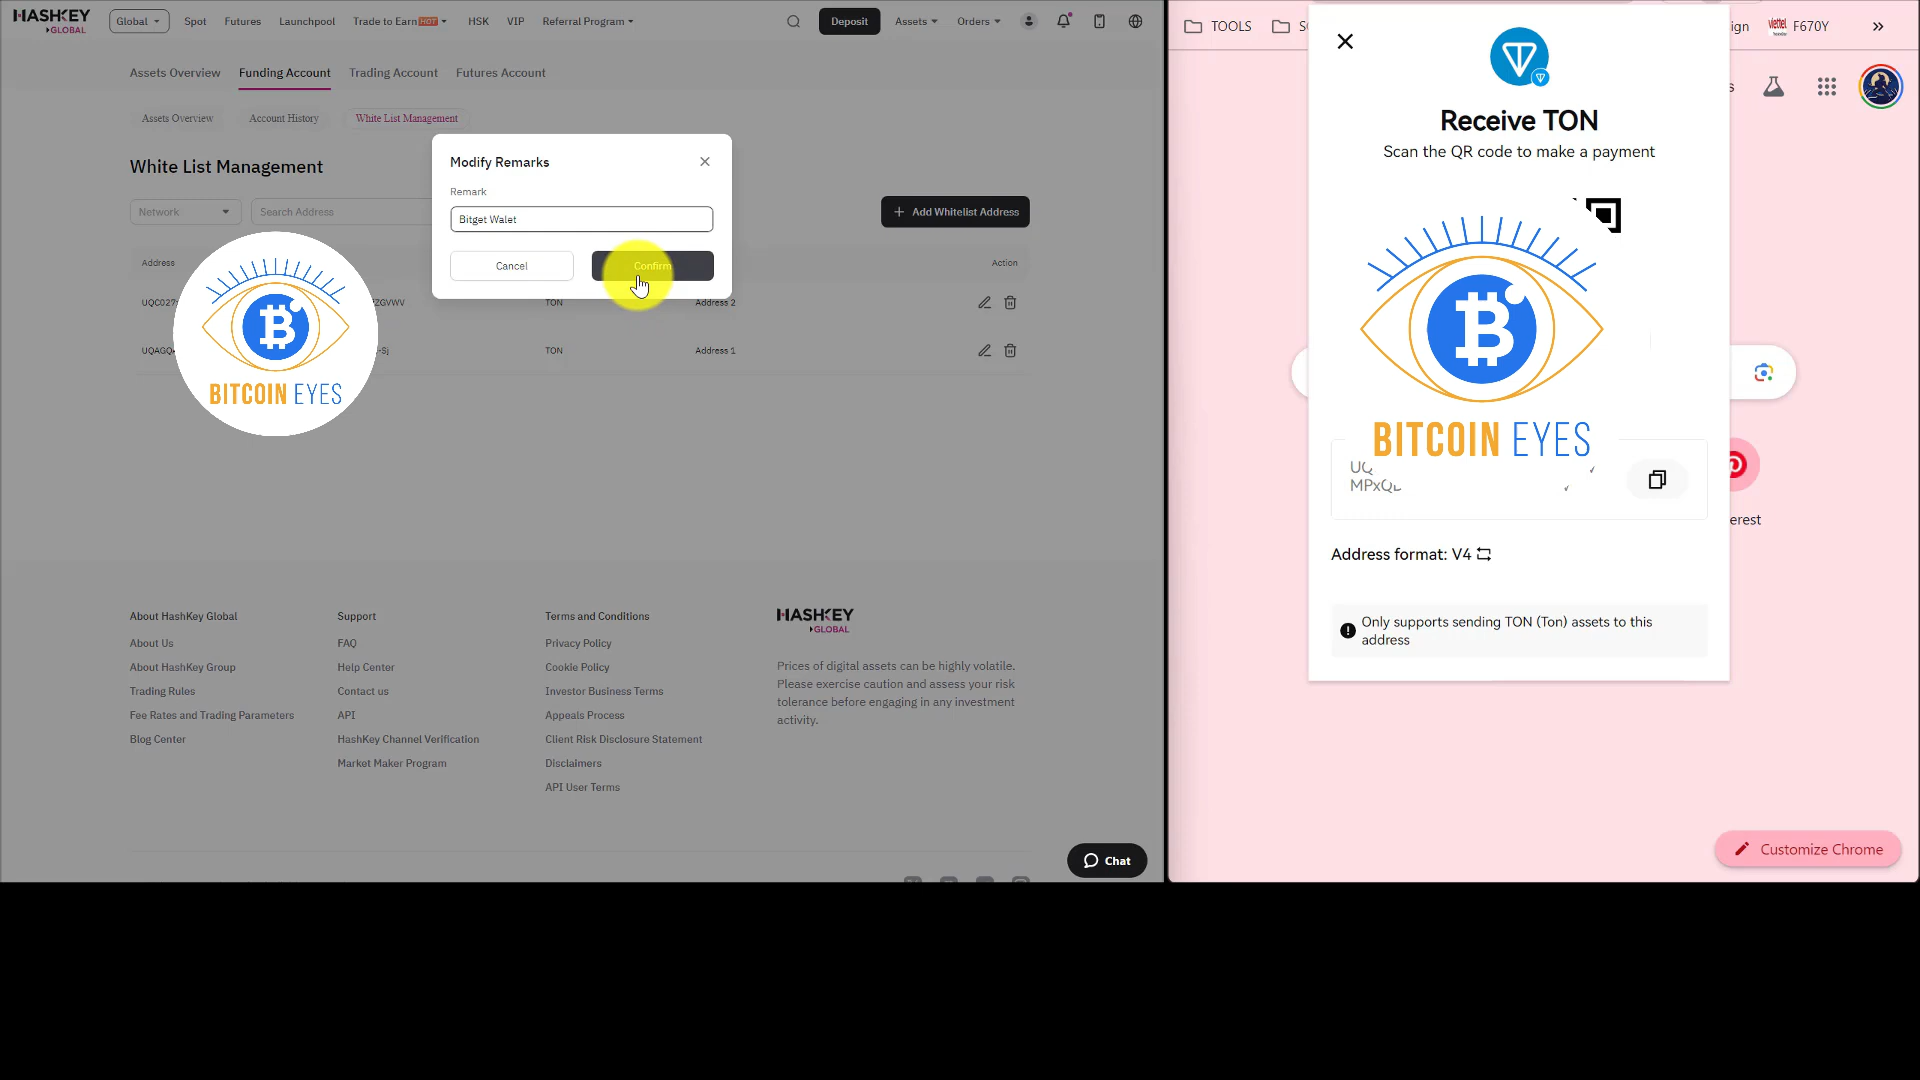 HASHKEY
GLOBAL
Global
Spot
Futures
Launchpool
Trade to Earn HOT
HSK
VIP
Referral Program
Deposit
Assets
Orders
Assets Overview
Funding Account
Trading Account
Futures Account
Assets Overview
Account History
White List Management
White List Management
Network
Search Address
Add Whitelist Address
Modify Remarks
Remark
Bitget Walet
Cancel
Confirm
Address
Action
TON
Address 2
TON
Address 1
BITCOIN EYES
About HashKey Global
About Us
About HashKey Group
Trading Rules
Fee Rates and Trading Parameters
Blog Center
Support
FAQ
Help Center
Contact us
API
HashKey Channel Verification
Market Maker Program
Terms and Conditions
Privacy Policy
Cookie Policy
Investor Business Terms
Appeals Process
Client Risk Disclosure Statement
Disclaimers
API User Terms
HASHKEY
GLOBAL
Prices of digital assets can be highly volatile.
Please exercise caution and assess your risk
tolerance before engaging in any investment
activity.
Chat
TOOLS
viettel
F670Y
Receive TON
Scan the QR code to make a payment
BITCOIN EYES
Address format: V4
Only supports sending TON (Ton) assets to this
address
erest
Customize Chrome